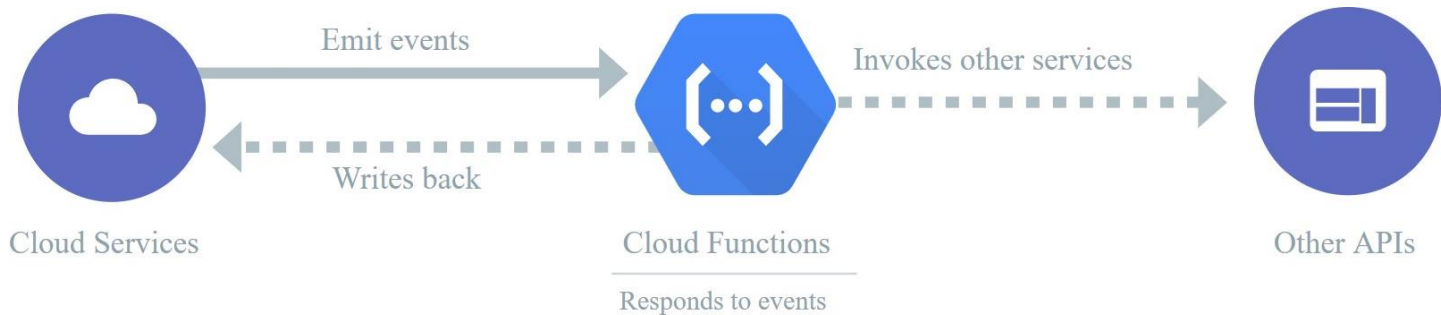 Emit events
Invokes other services
Writes back
Cloud Services
Cloud Functions
Other APIs
Responds to events